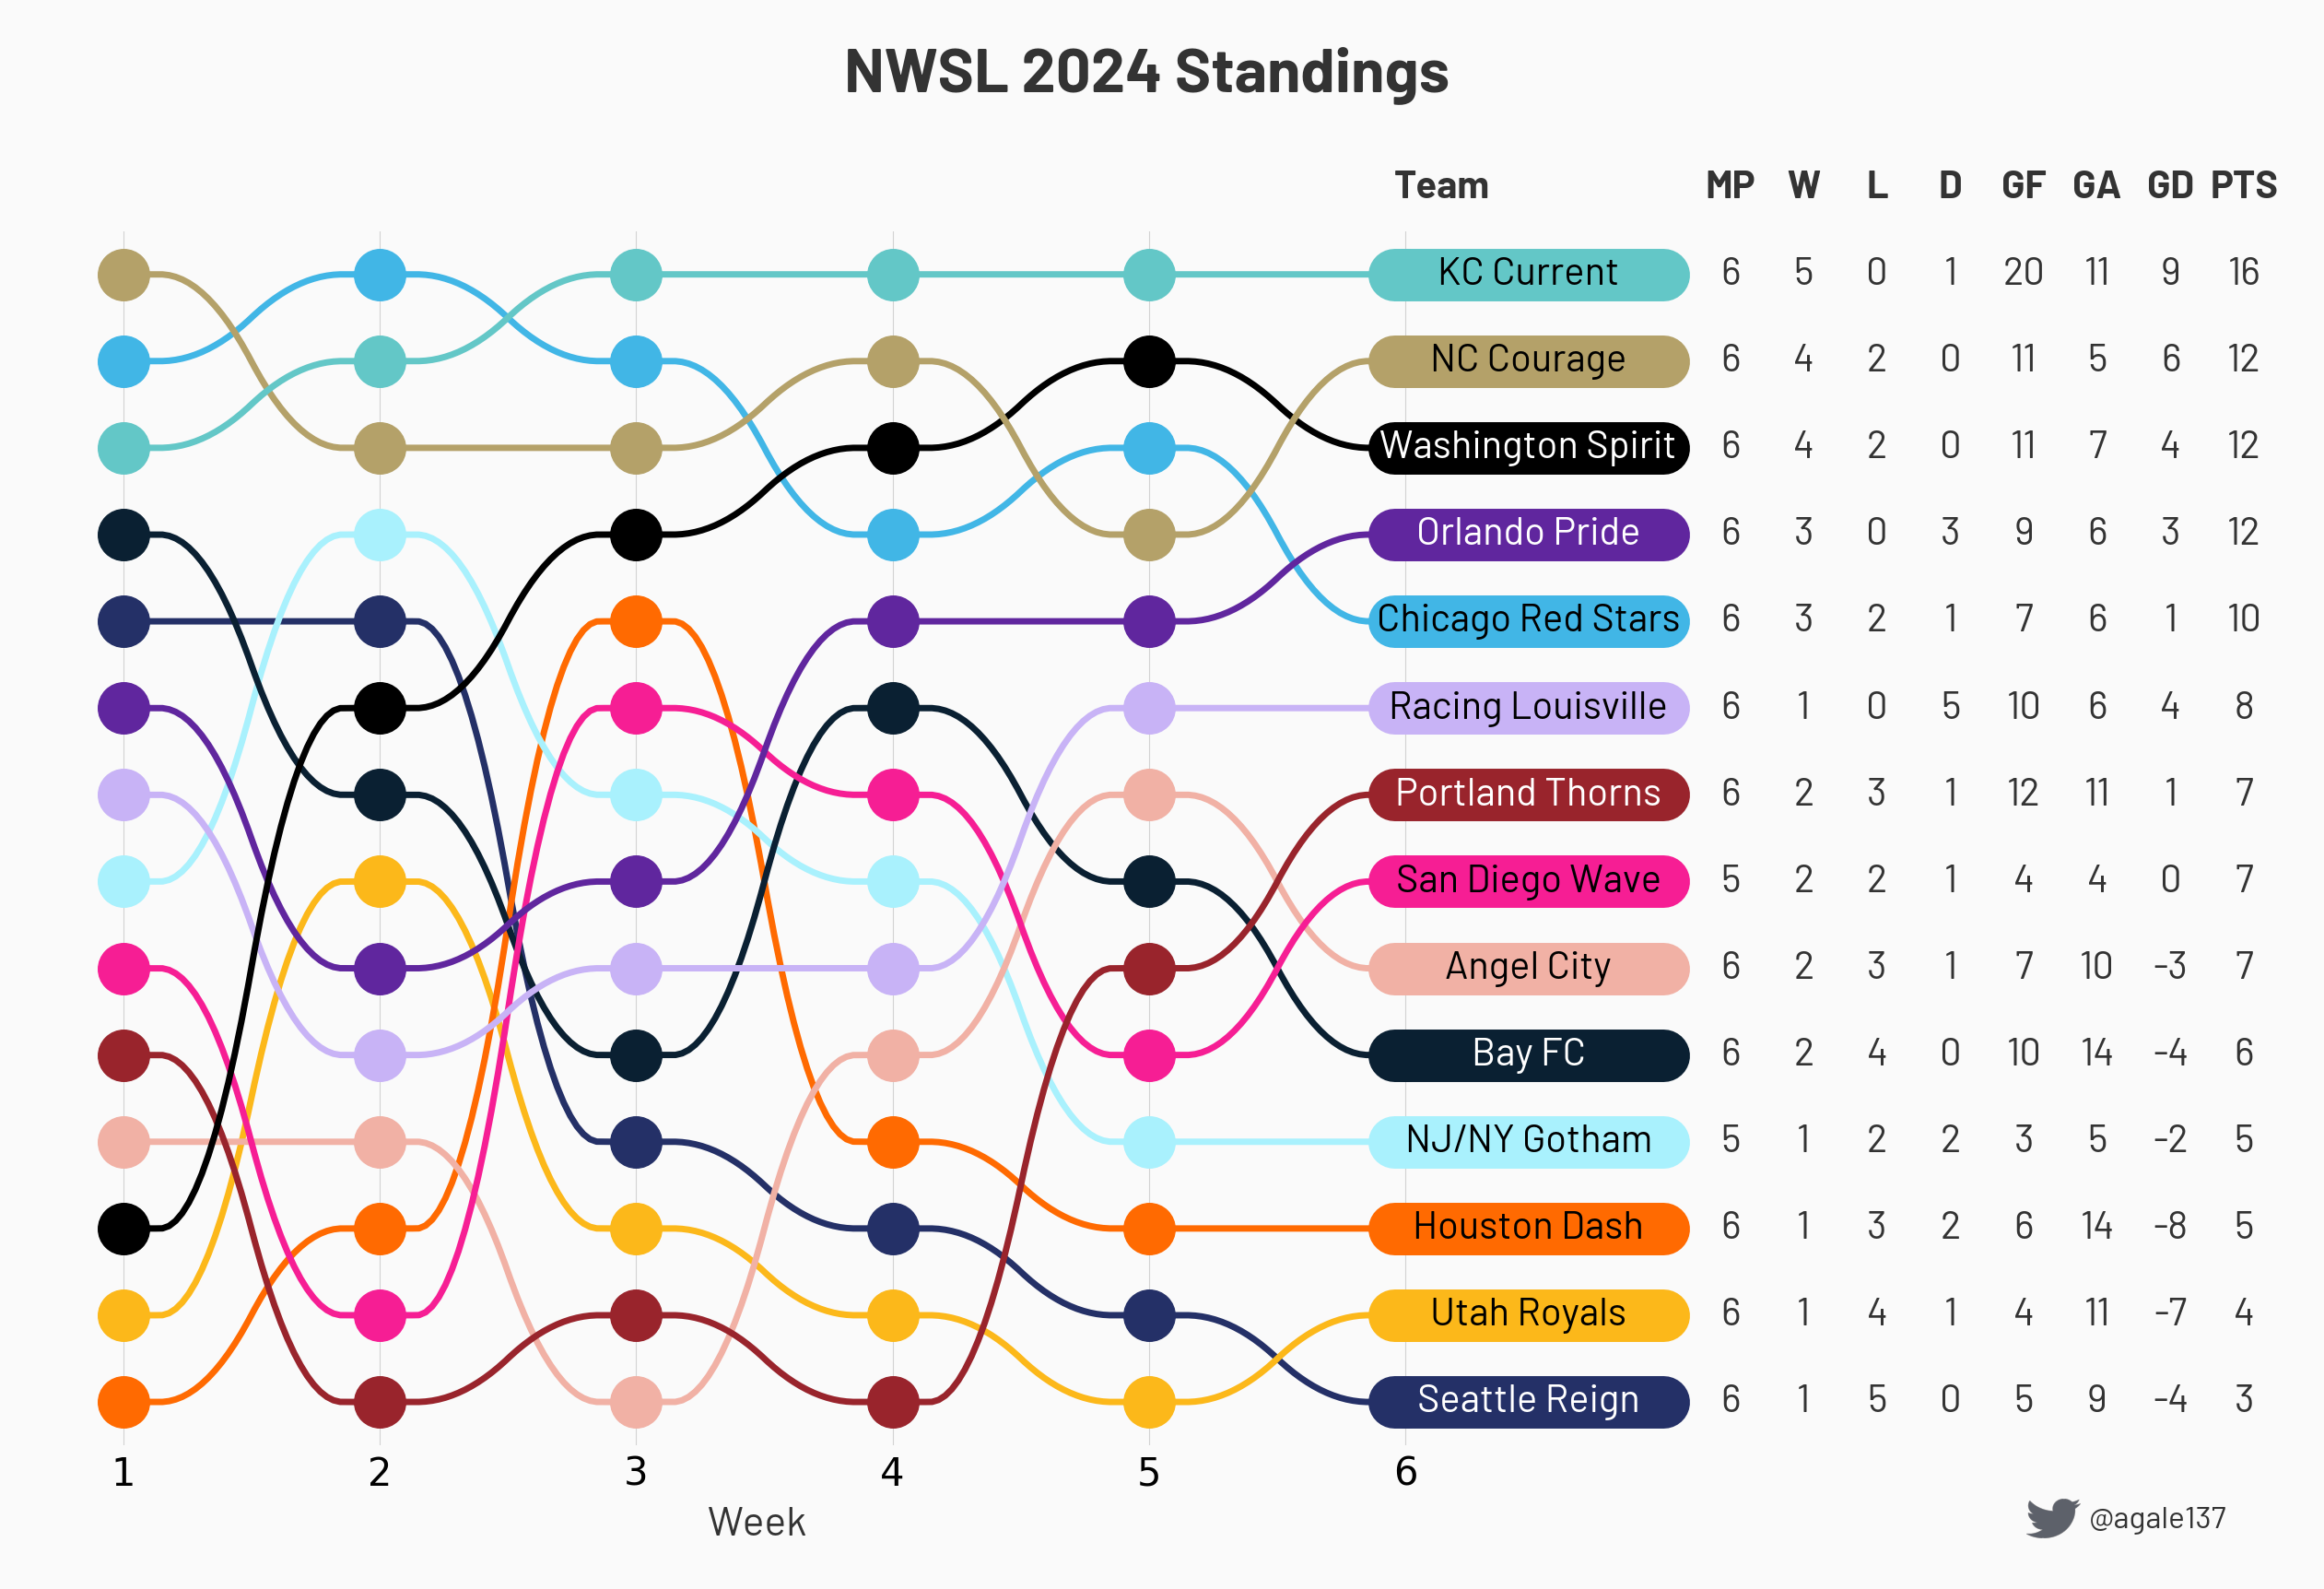 NWSL 2024 Standings
Team MP W L D GF GA GD PTS
KC Current 6 5 0 1 20 11 9 16
NC Courage 6 4 2 0 11 5 6 12
Washington Spirit 6 4 2 0 11 7 4 12
Orlando Pride 6 3 0 3 9 6 3 12
Chicago Red Stars 6 3 2 1 7 6 1 10
Racing Louisville 6 1 0 5 10 6 4 8
Portland Thorns 6 2 3 1 12 11 1 7
San Diego Wave 5 2 2 1 4 4 0 7
Angel City 6 2 3 1 7 10 -3 7
Bay FC 6 2 4 0 10 14 -4 6
NJ/NY Gotham 5 1 2 2 3 5 -2 5
Houston Dash 6 1 3 2 6 14 -8 5
Utah Royals 6 1 4 1 4 11 -7 4
Seattle Reign 6 1 5 0 5 9 -4 3
1 2 3 4 5 6
Week
@agale137